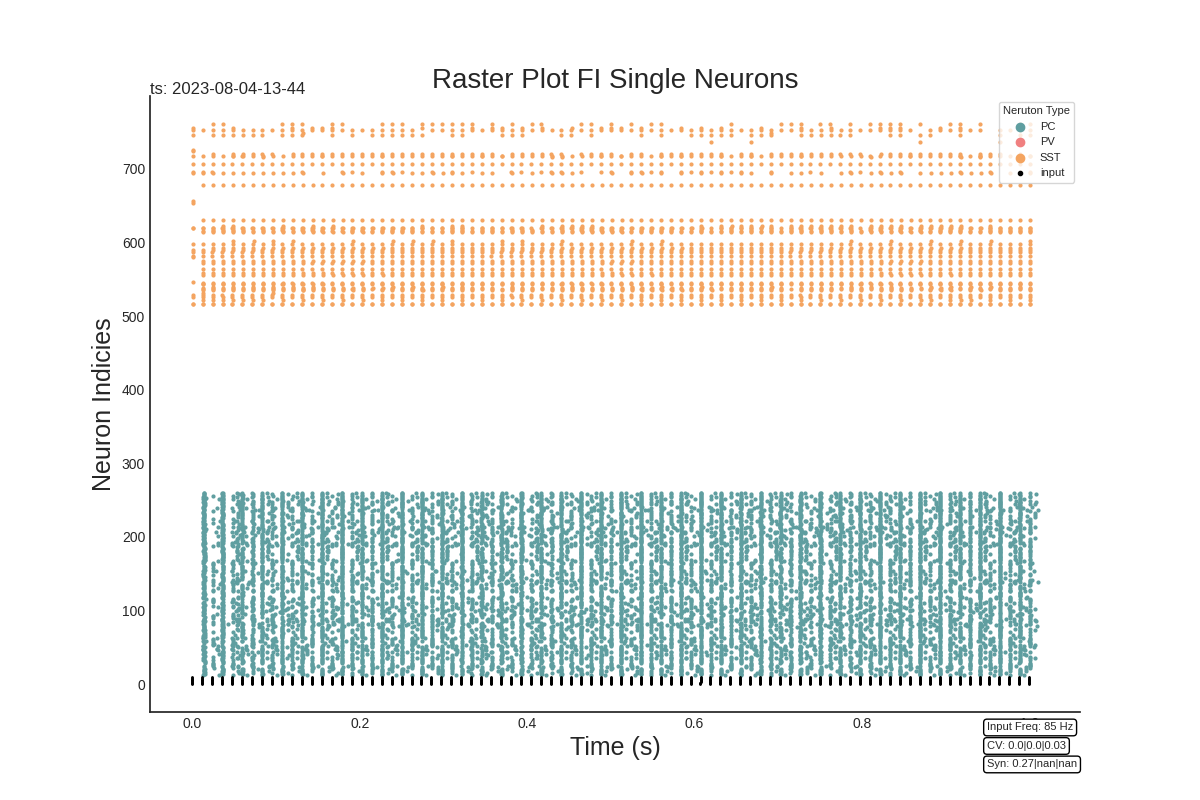 Raster Plot FI Single Neurons
ts: 2023-08-04-13-44
Neruton Type
PC
PV
SST
input
Neuron Indicies
700
600
500
400
300
200
100
0
0.0
0.2
0.4
0.6
0.8
Time (s)
Input Freq: 85 Hz
CV: 0.0|0.0|0.03
Syn: 0.27|nan|nan